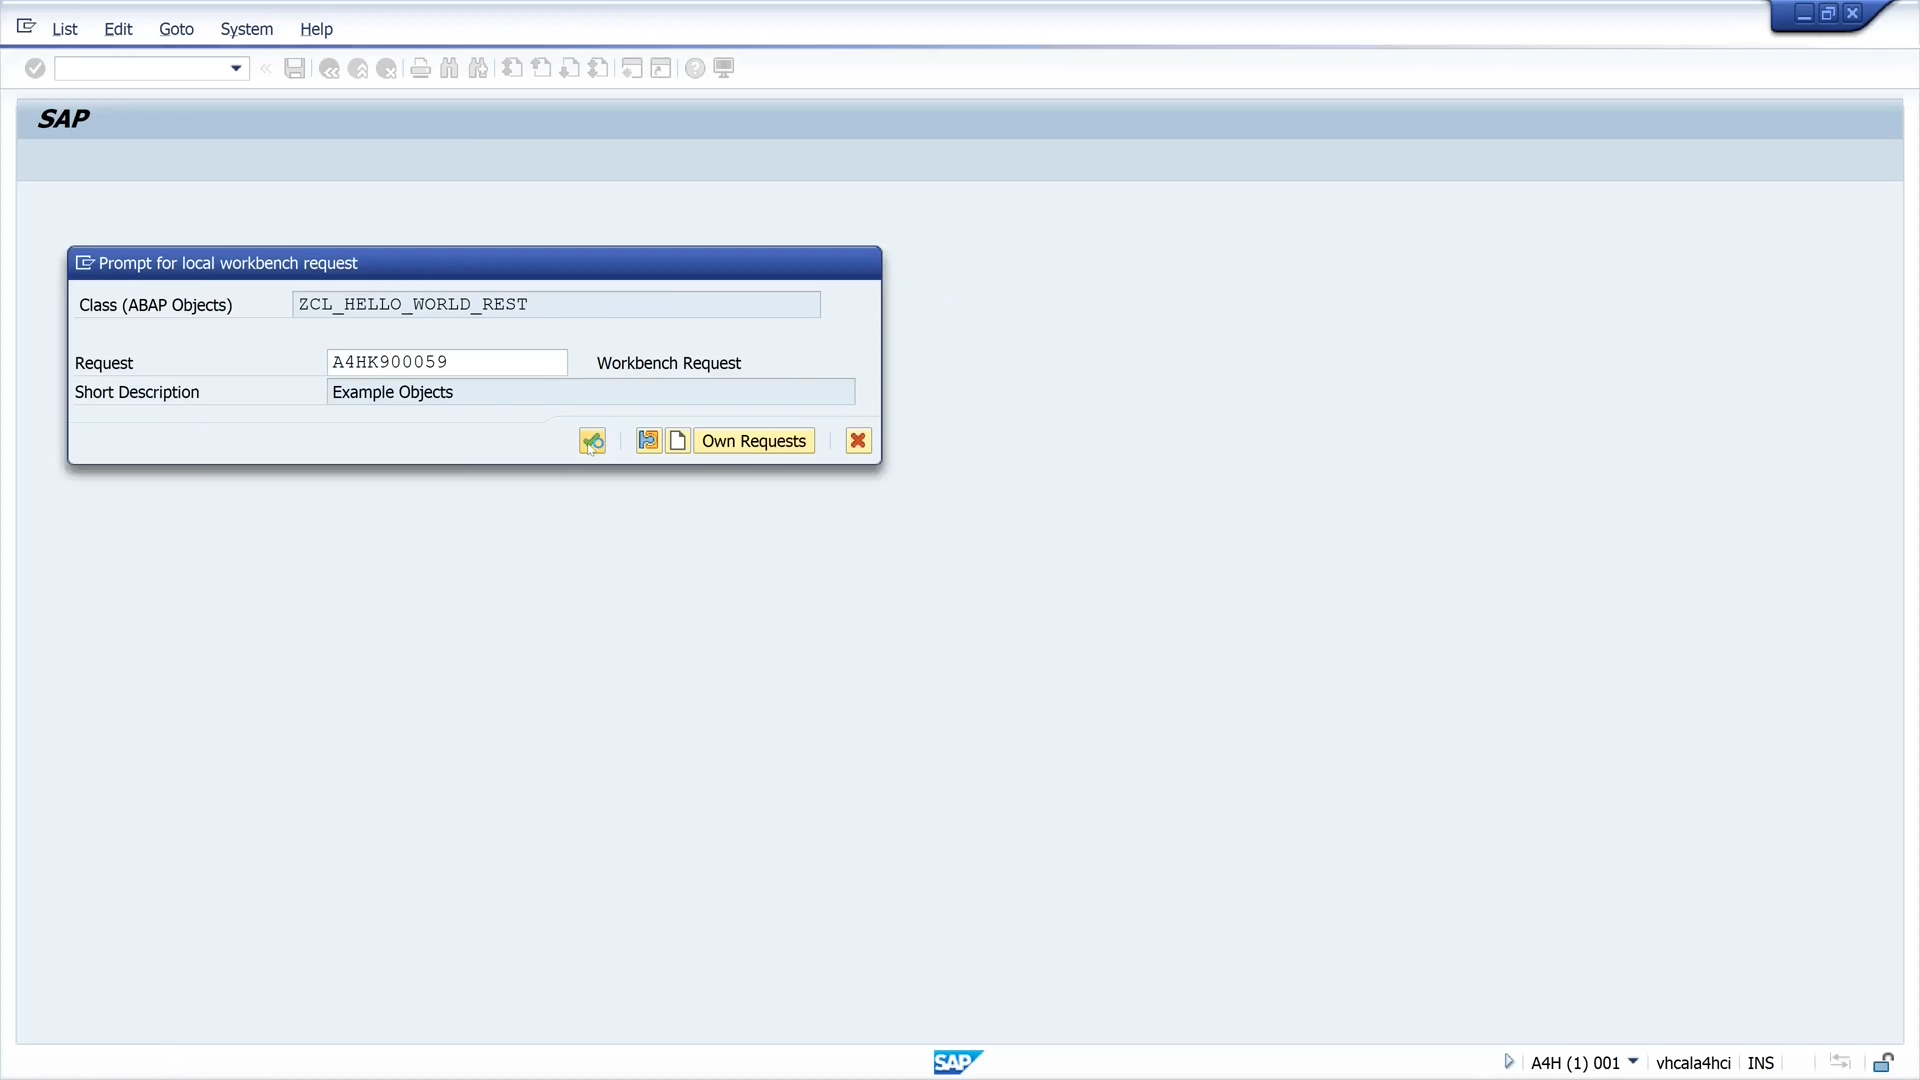 List Edit Goto System Help
SAP
Prompt for local workbench request
Class (ABAP Objects) ZCL_HELLO_WORLD_REST
Request A4HK900059 Workbench Request
Short Description Example Objects
Own Requests
SAP A4H (1) 001 vhcala4hci INS